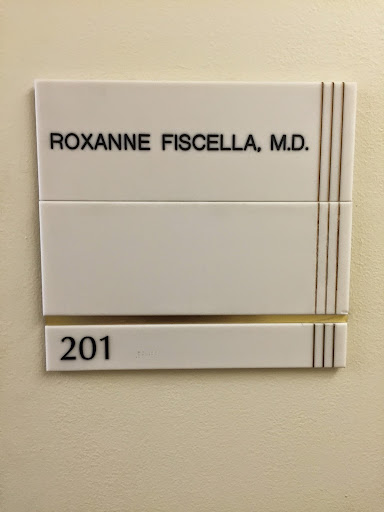 ROXANNE FISCELLA, M.D.
201